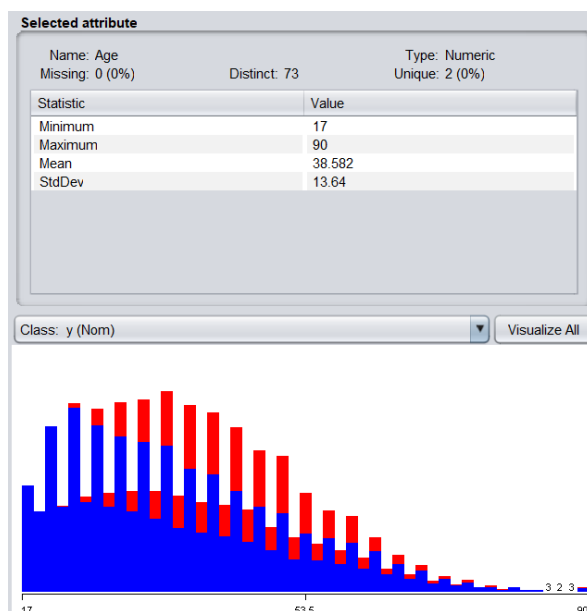 Selected attribute
Name: Age Type: Numeric
Missing: 0 (0%) Distinct: 73 Unique: 2 (0%)
Statistic Value
Minimum 17
Maximum 90
Mean 38.582
StdDev 13.64
Class: y (Nom) Visualize All
3 2 3
17 53.5